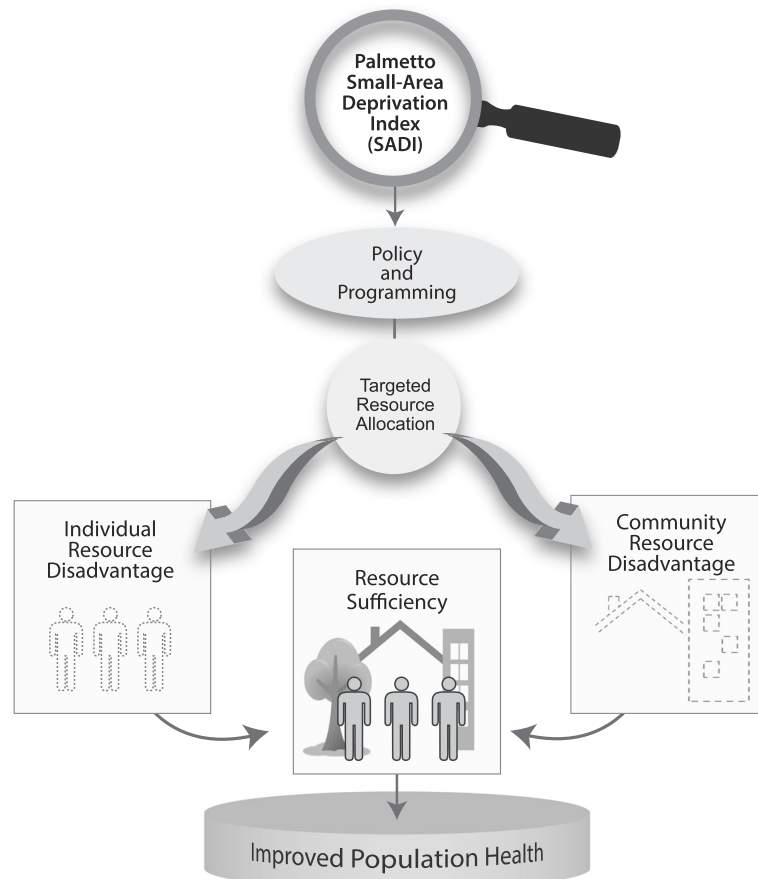 Palmetto
Small-Area
Deprivation
Index
(SADI)
Policy
and
Programming
Targeted
Resource
Allocation
Individual
Resource
Disadvantage
Resource
Sufficiency
Community
Resource
Disadvantage
Improved Population Health